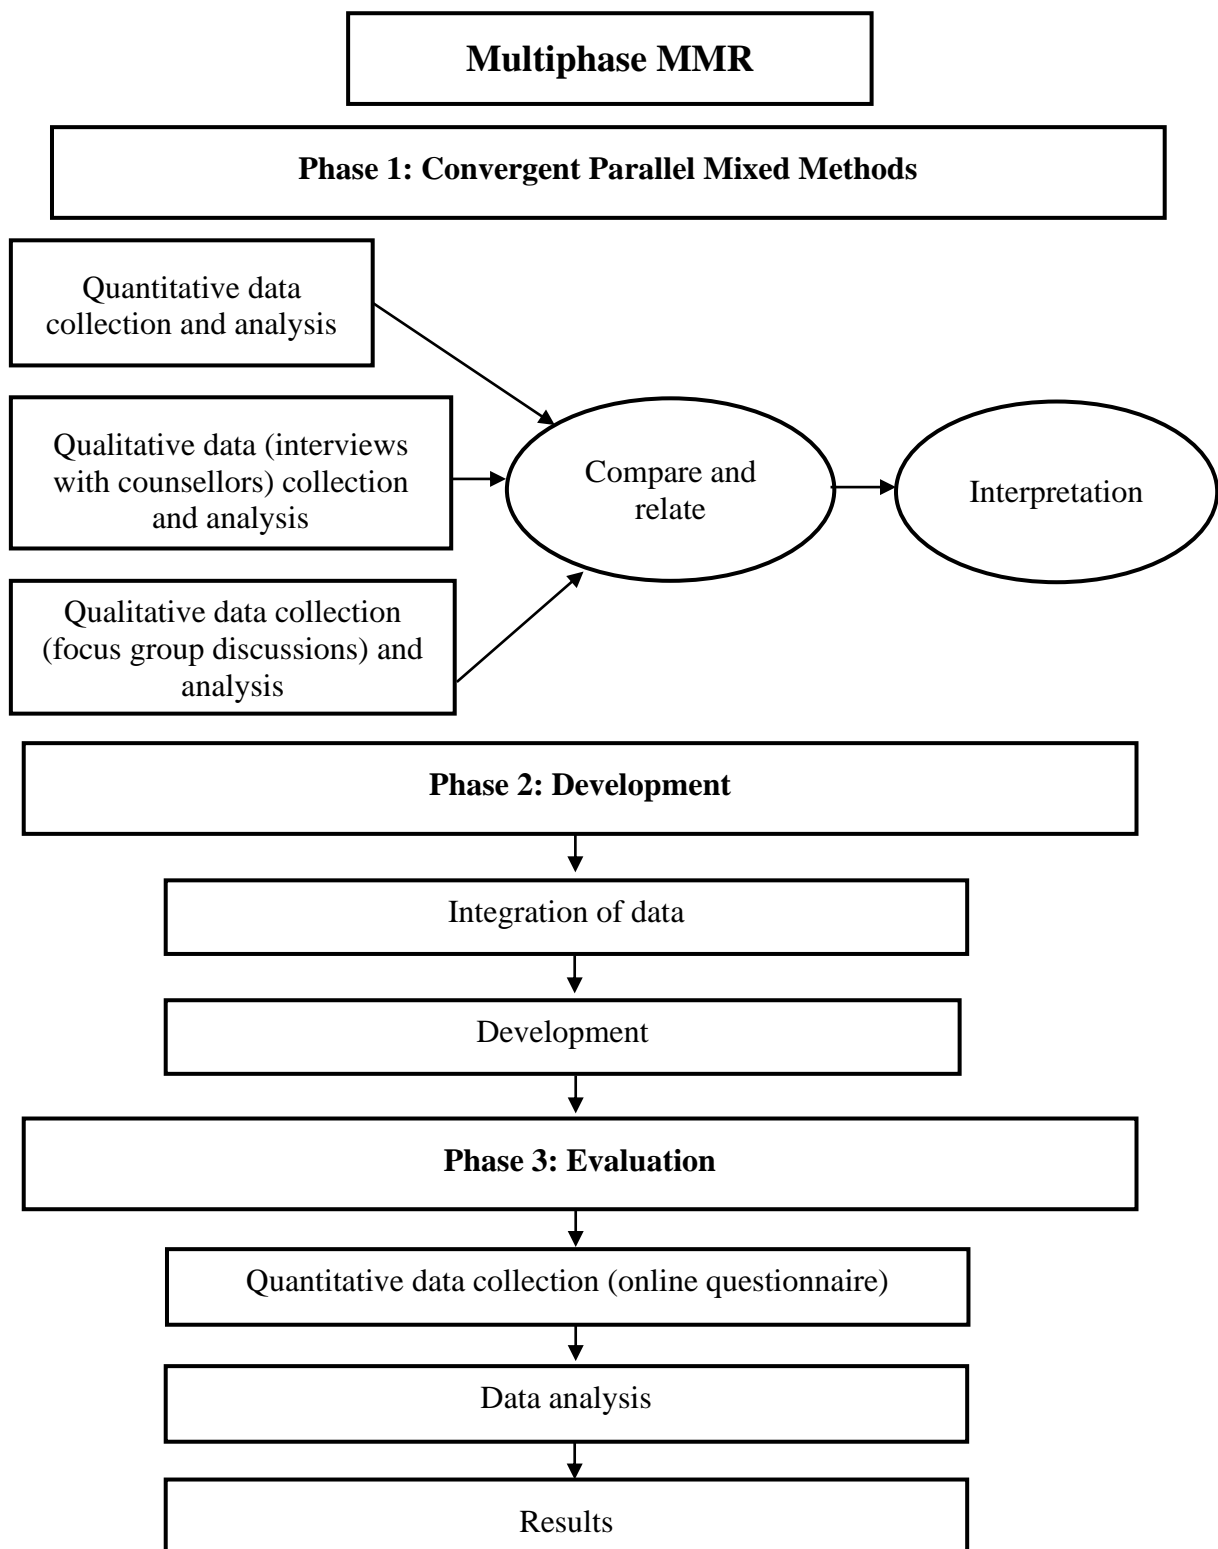 Multiphase MMR
Phase 1: Convergent Parallel Mixed Methods
Quantitative data
collection and analysis
Qualitative data (interviews
with counsellors) collection
and analysis
Qualitative data collection
(focus group discussions) and
analysis
Compare and
relate
Interpretation
Phase 2: Development
Integration of data
Development
Phase 3: Evaluation
Quantitative data collection (online questionnaire)
Data analysis
Results